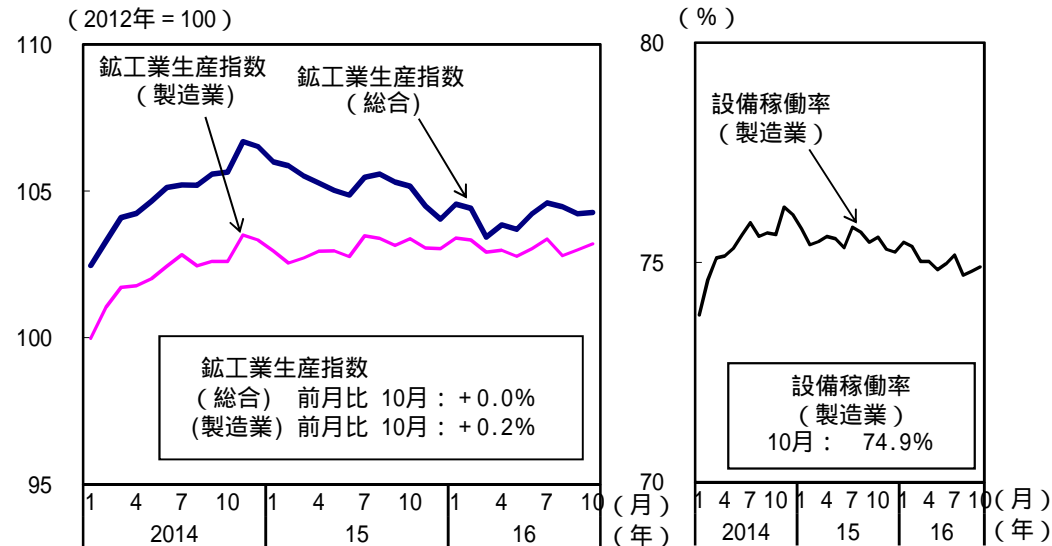 （2012年＝100）
110
105
100
95
鉱工業生産指数
（製造業）
鉱工業生産指数
（総合）
鉱工業生産指数
（総合） 前月比 10月：+0.0%
（製造業） 前月比 10月：+0.2%
1 4 7 10 1 4 7 10 1 4 7 10 （月）
2014 15 16 （年）
（％）
80
75
70
設備稼働率
（製造業）
設備稼働率
（製造業）
10月： 74.9%
1 4 7 10 1 4 7 10 1 4 7 10 （月）
2014 15 16 （年）